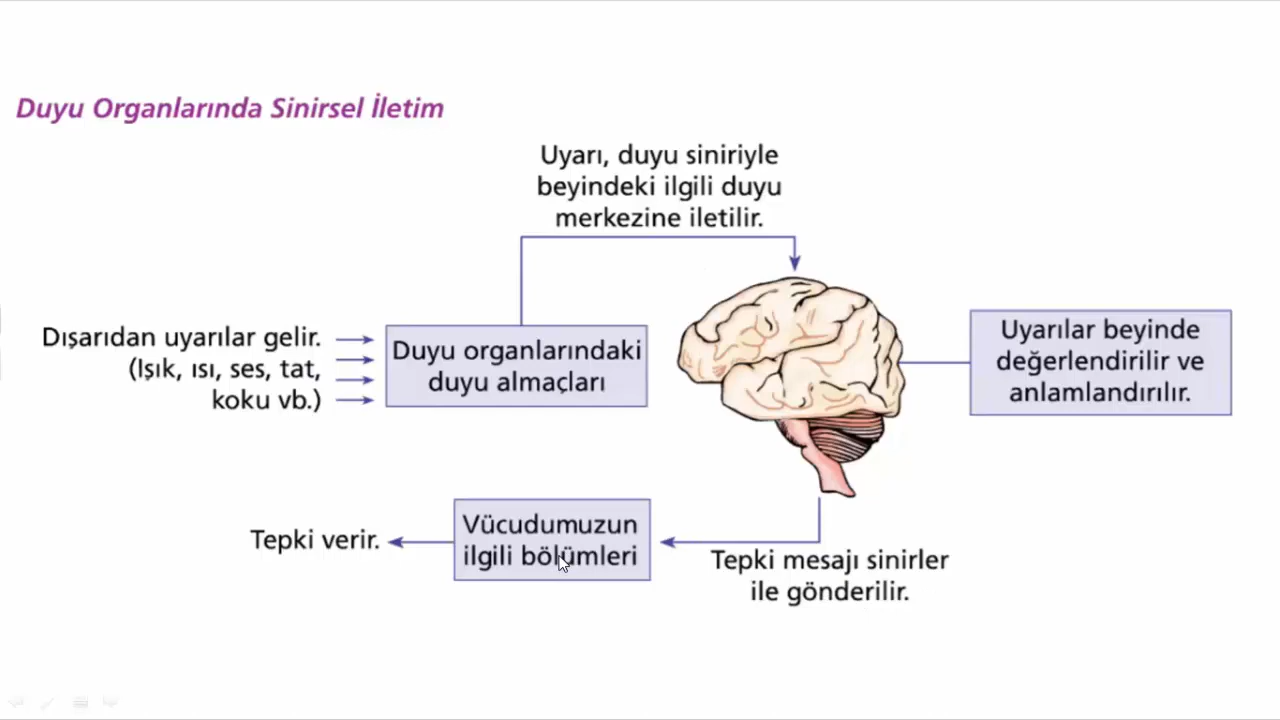 Duyu Organlarında Sinirsel İletim
Uyarı, duyu siniriyle
beyindeki ilgili duyu
merkezine iletilir.
Dışarıdan uyarılar gelir.
(Işık, ısı, ses, tat,
koku vb.)
Duyu organlarındaki
duyu almaçları
Uyarılar beyinde
değerlendirilir ve
anlamlandırılır.
Tepki verir.
Vücudumuzun
ilgili bölümleri
Tepki mesajı sinirler
ile gönderilir.